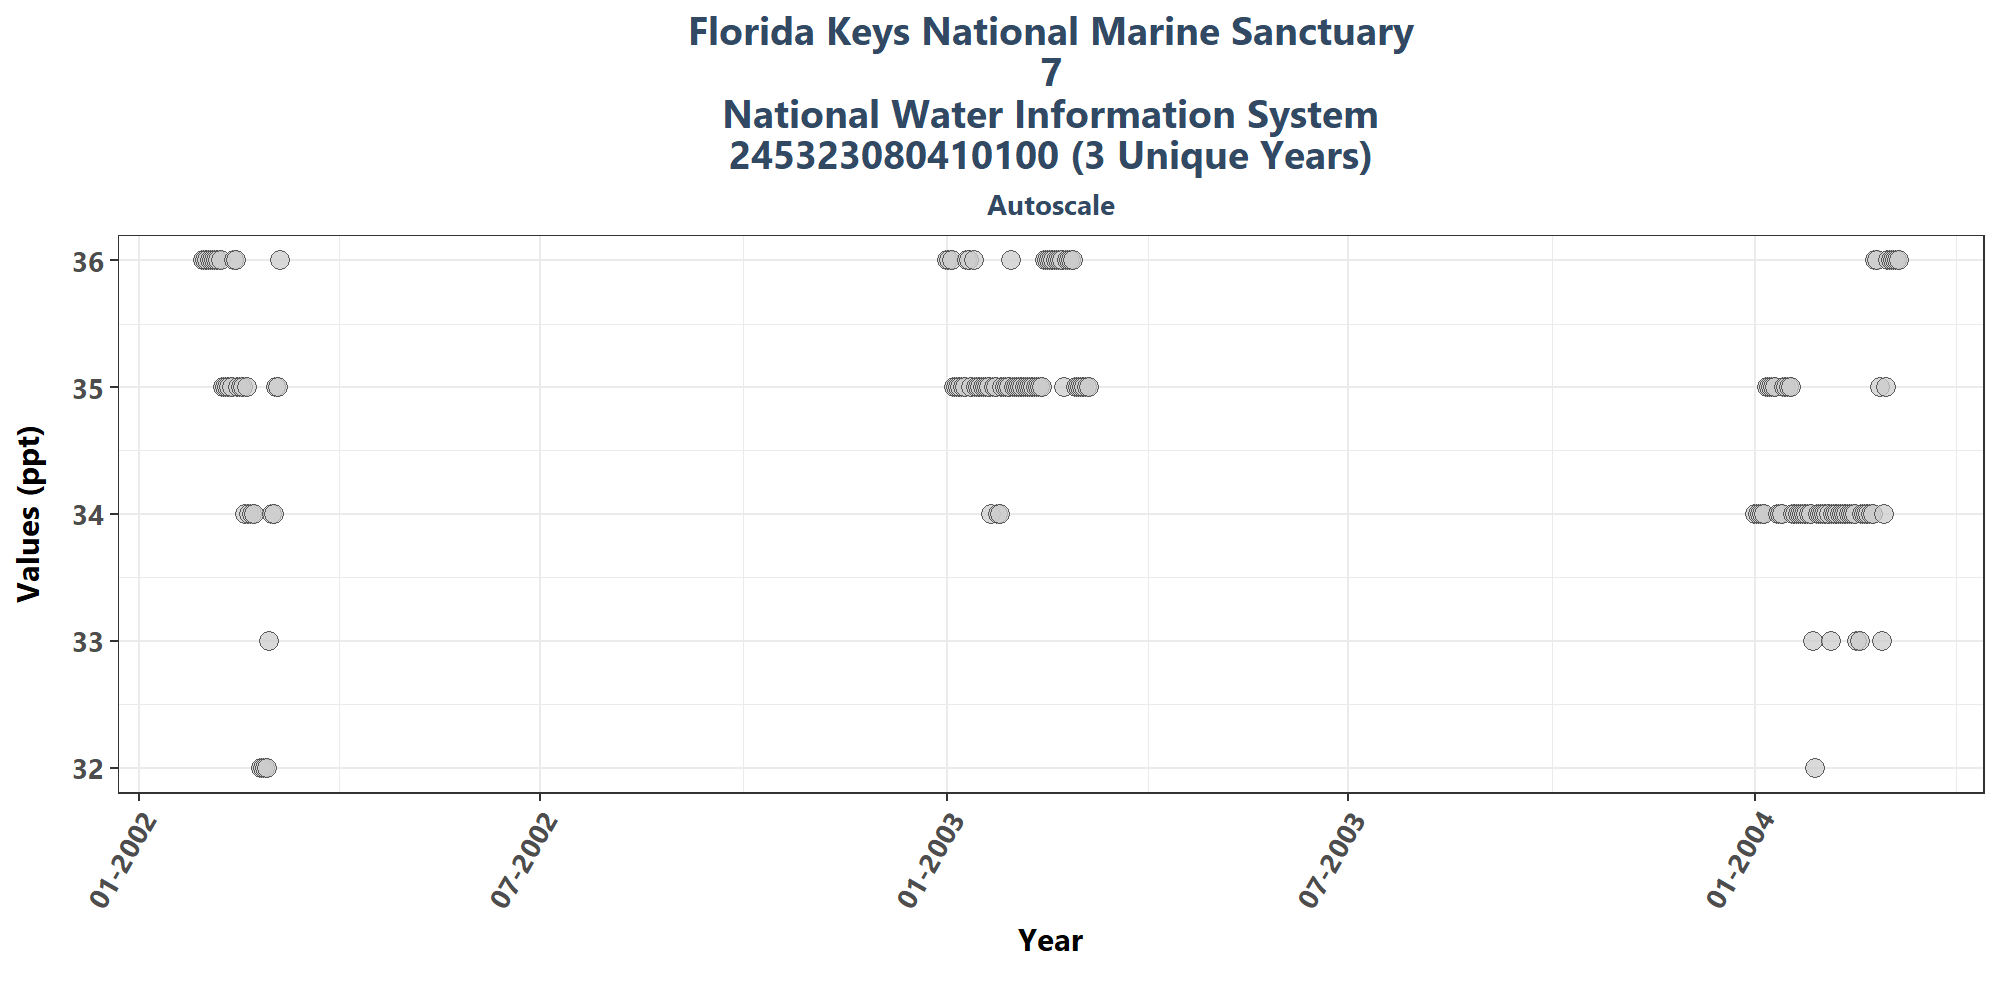 Florida Keys National Marine Sanctuary
7
National Water Information System
245323080410100 (3 Unique Years)
Autoscale
Values (ppt)
36
35
34
33
32
01-2002
07-2002
01-2003
07-2003
01-2004
Year